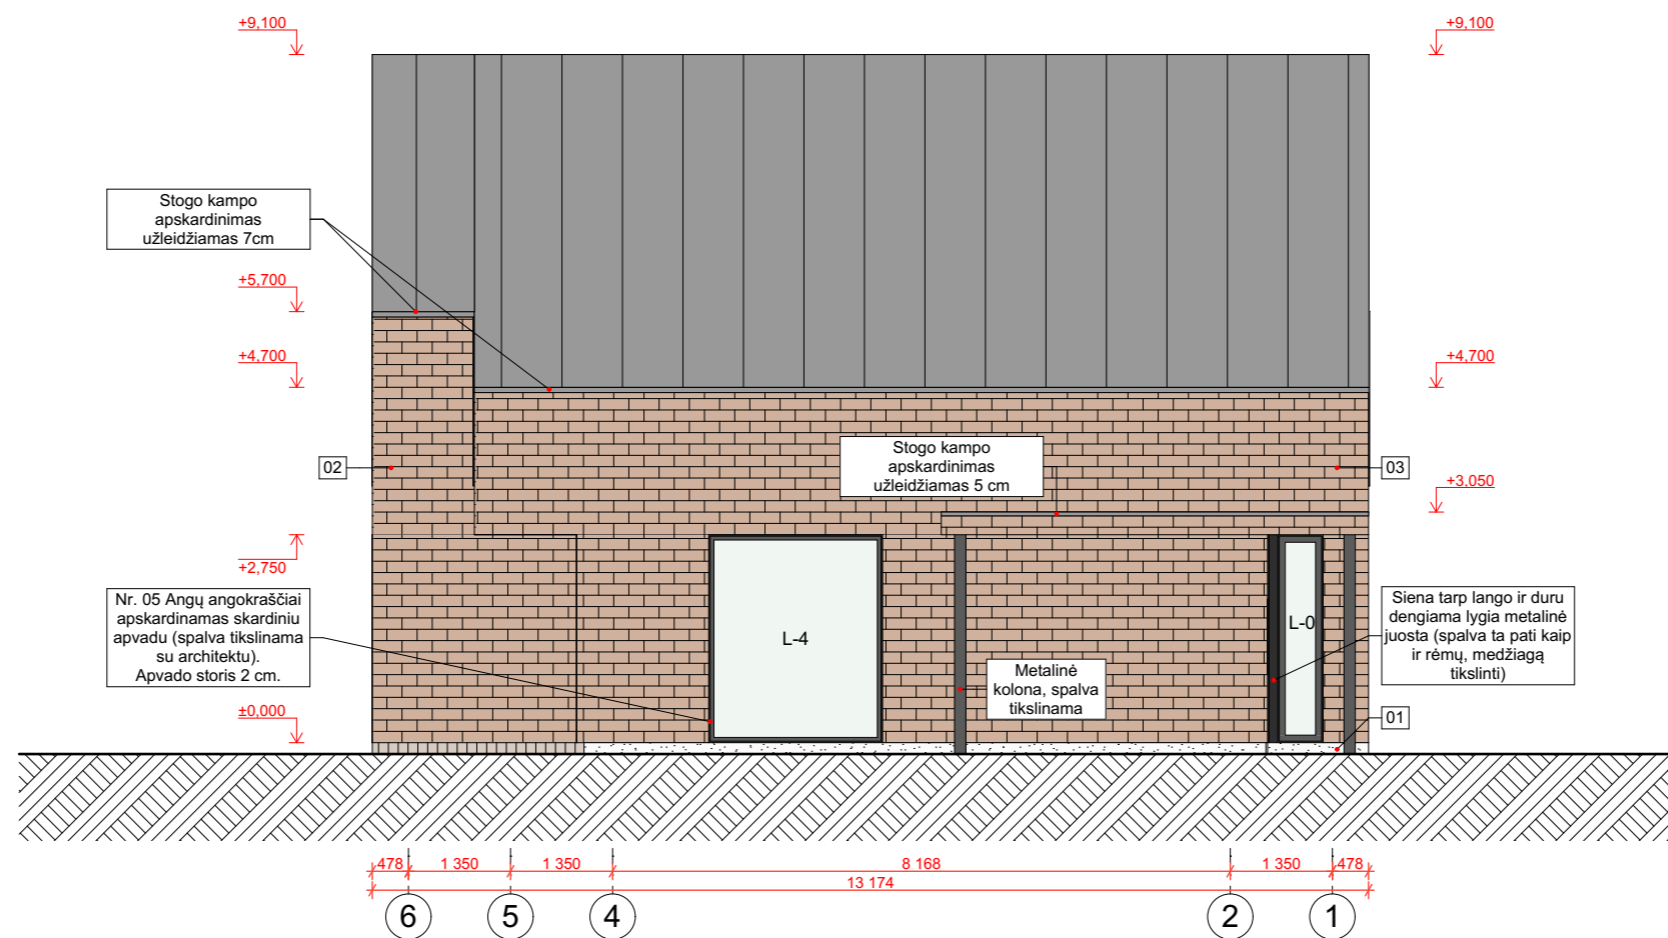 +9,100
+9,100
Stogo kampo
apskardinimas
užleidžiamas 7cm
+5,700
+4,700
+4,700
Stogo kampo
apskardinimas
užleidžiamas 5 cm
02
03
+3,050
+2,750
Nr. 05 Angų angokraščiai
apskardinamas skardiniu
apvadu (spalva tikslinama
su architektu).
Apvado storis 2 cm.
L-4
L-0
Siena tarp lango ir duru
dengiama lygia metalinė
juosta (spalva ta pati kaip
ir rėmų, medžiagą
tikslinti)
Metalinė
kolona, spalva
tikslinama
±0,000
01
478 1 350 1 350 8 168 1 350 478
13 174
6 5 4 2 1